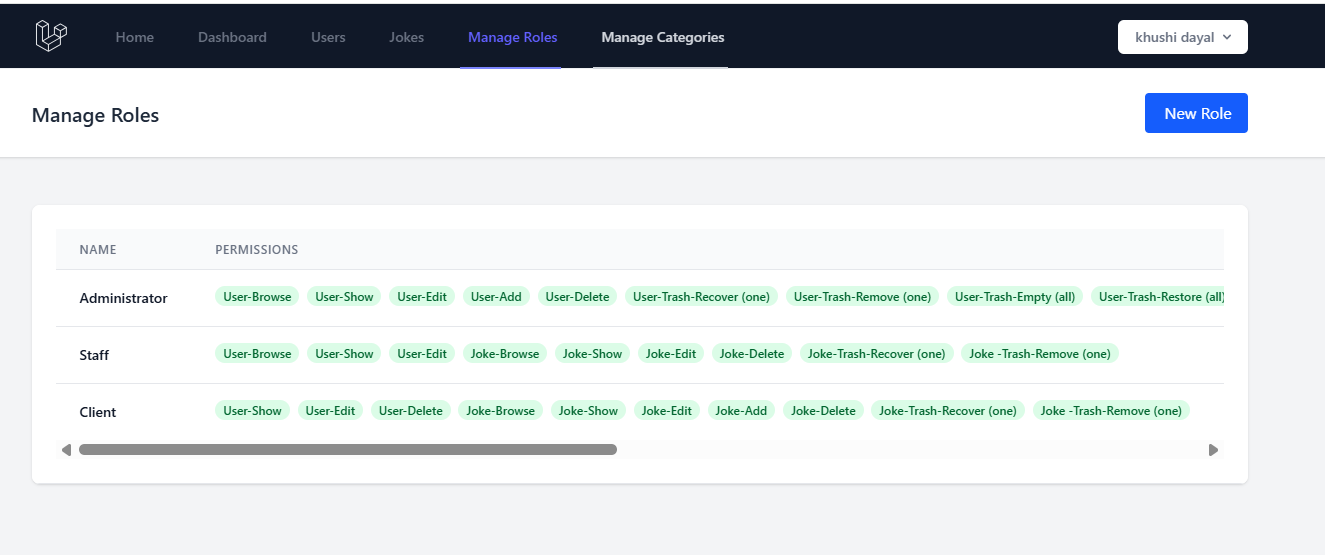 Home Dashboard Users Jokes Manage Roles Manage Categories khushi dayal
Manage Roles New Role
NAME PERMISSIONS
Administrator User-Browse User-Show User-Edit User-Add User-Delete User-Trash-Recover (one) User-Trash-Remove (one) User-Trash-Empty (all) User-Trash-Restore (all)
Staff User-Browse User-Show User-Edit Joke-Browse Joke-Show Joke-Edit Joke-Delete Joke-Trash-Recover (one) Joke -Trash-Remove (one)
Client User-Show User-Edit User-Delete Joke-Browse Joke-Show Joke-Edit Joke-Add Joke-Delete Joke-Trash-Recover (one) Joke -Trash-Remove (one)